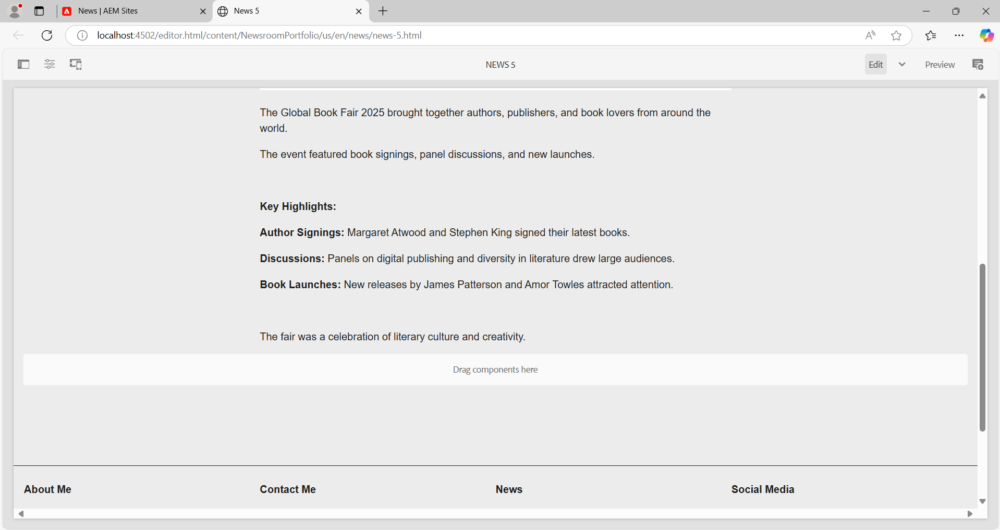 News | AEM Sites
News 5
localhost:4502/editor.html/content/NewsroomPortfolio/us/en/news/news-5.html
NEWS 5
Edit
Preview
The Global Book Fair 2025 brought together authors, publishers, and book lovers from around the
world.
The event featured book signings, panel discussions, and new launches.
Key Highlights:
Author Signings: Margaret Atwood and Stephen King signed their latest books.
Discussions: Panels on digital publishing and diversity in literature drew large audiences.
Book Launches: New releases by James Patterson and Amor Towles attracted attention.
The fair was a celebration of literary culture and creativity.
Drag components here
About Me
Contact Me
News
Social Media